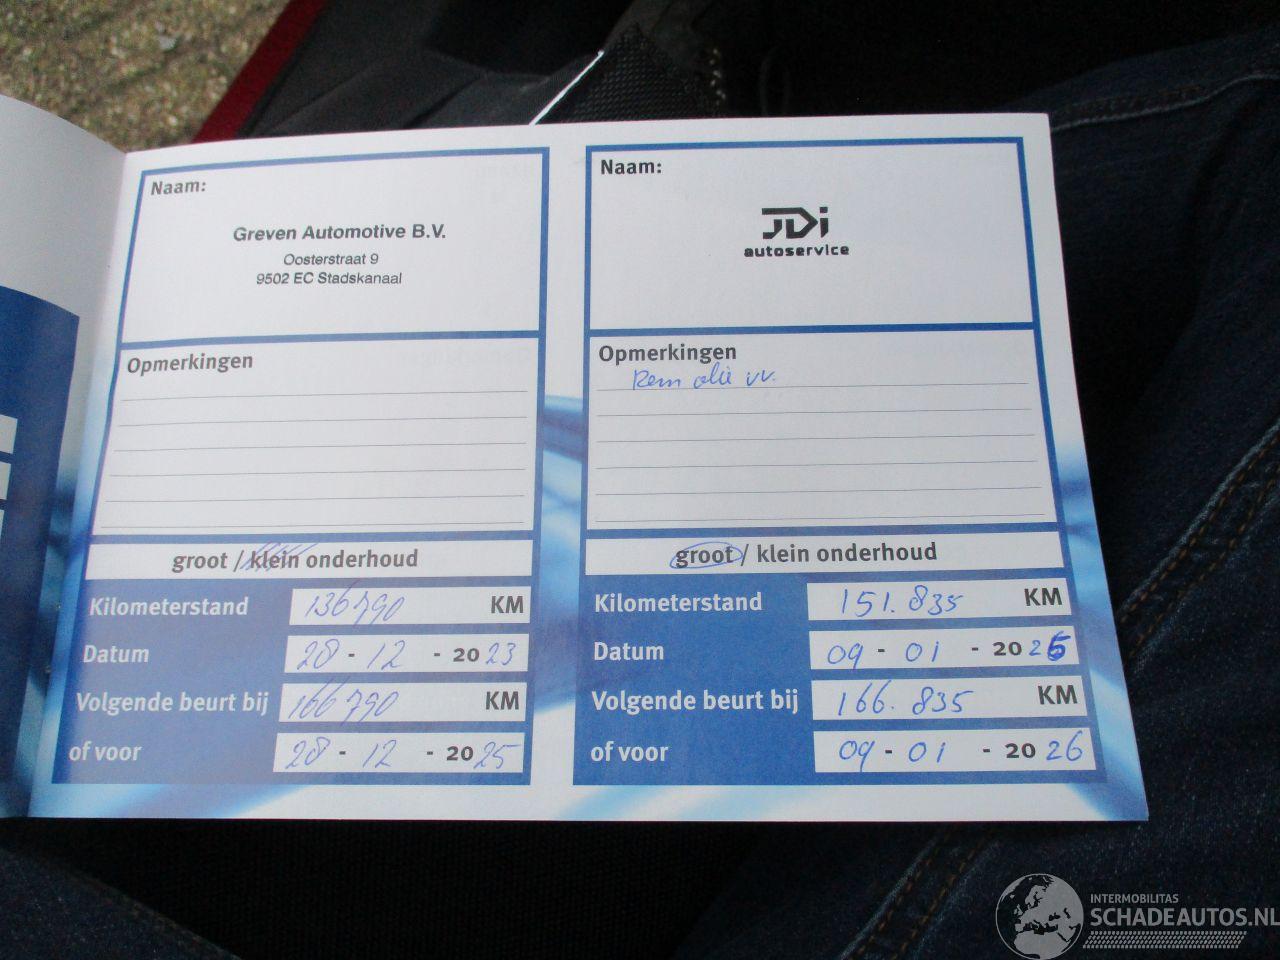 Naam:
Greven Automotive B.V.
Oosterstraat 9
9502 EC Stadskanaal
Opmerkingen
groot / klein onderhoud
Kilometerstand 136790 KM
Datum 28 - 12 - 2023
Volgende beurt bij 166790 KM
of voor 28 - 12 - 2025
Naam:
JDi
autoservice
Opmerkingen
Rem olie vv.
groot / klein onderhoud
Kilometerstand 151.835 KM
Datum 09 - 01 - 2025
Volgende beurt bij 166.835 KM
of voor 09 - 01 - 2026
INTERMOBILITAS
SCHADEAUTOS.NL